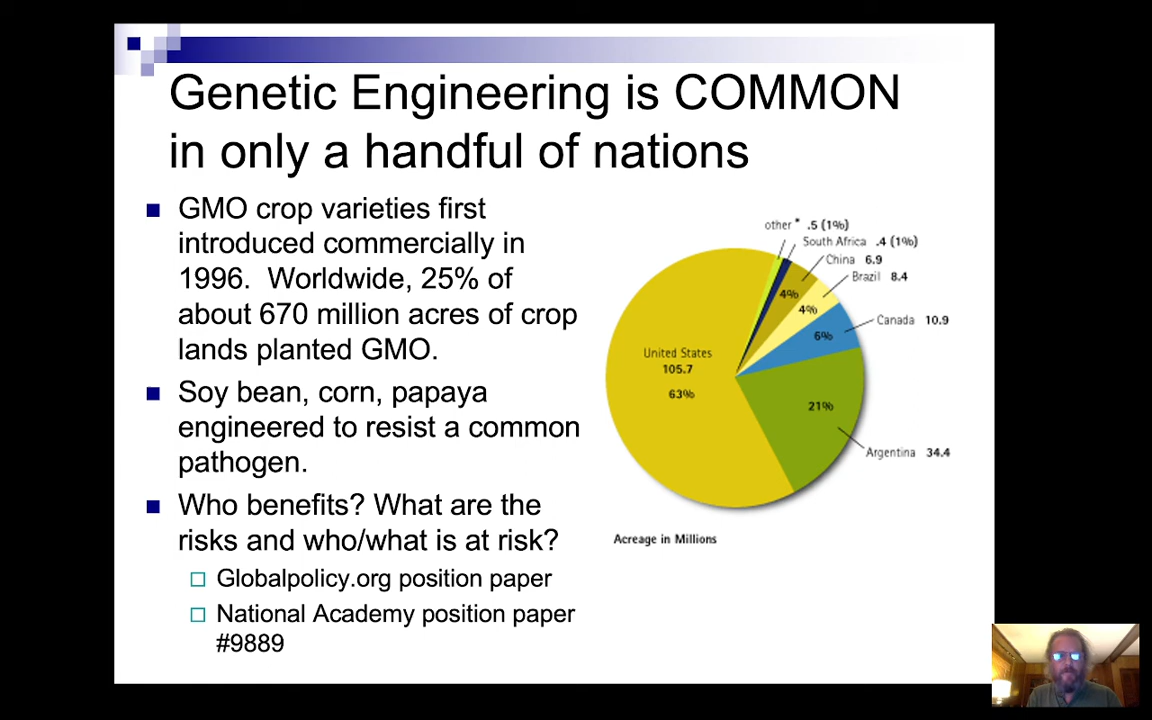 Genetic Engineering is COMMON
in only a handful of nations
GMO crop varieties first
introduced commercially in
1996. Worldwide, 25% of
about 670 million acres of crop
lands planted GMO.
Soy bean, corn, papaya
engineered to resist a common
pathogen.
Who benefits? What are the
risks and who/what is at risk?
Globalpolicy.org position paper
National Academy position paper
#9889
other * .5 (1%)
South Africa .4 (1%)
China 6.9
Brazil 8.4
4%
4%
Canada 10.9
6%
United States
105.7
63%
21%
Argentina 34.4
Acreage in Millions